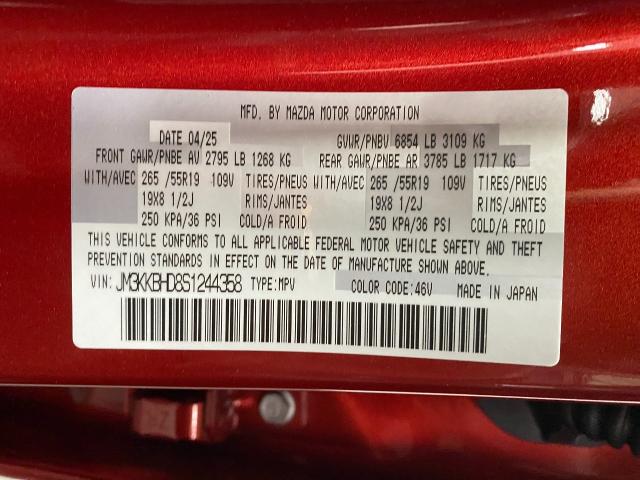 MFD. BY MAZDA MOTOR CORPORATION
DATE 04/25 GVWR/PNBV 6854 LB 3109 KG
FRONT GAWR/PNBE AV 2795 LB 1268 KG REAR GAWR/PNBE AR 3785 LB 1717 KG
WITH/AVEC 265 /55R19 109V TIRES/PNEUS WITH/AVEC 265 /55R19 109V TIRES/PNEUS
19X8 1/2J RIMS/JANTES 19X8 1/2J RIMS/JANTES
250 KPA/36 PSI COLD/A FROID 250 KPA/36 PSI COLD/A FROID
THIS VEHICLE CONFORMS TO ALL APPLICABLE FEDERAL MOTOR VEHICLE SAFETY AND THEFT
PREVENTION STANDARDS IN EFFECT ON THE DATE OF MANUFACTURE SHOWN ABOVE.
VIN: JM3KKBHD8S1244358 TYPE:MPV COLOR CODE:46V MADE IN JAPAN